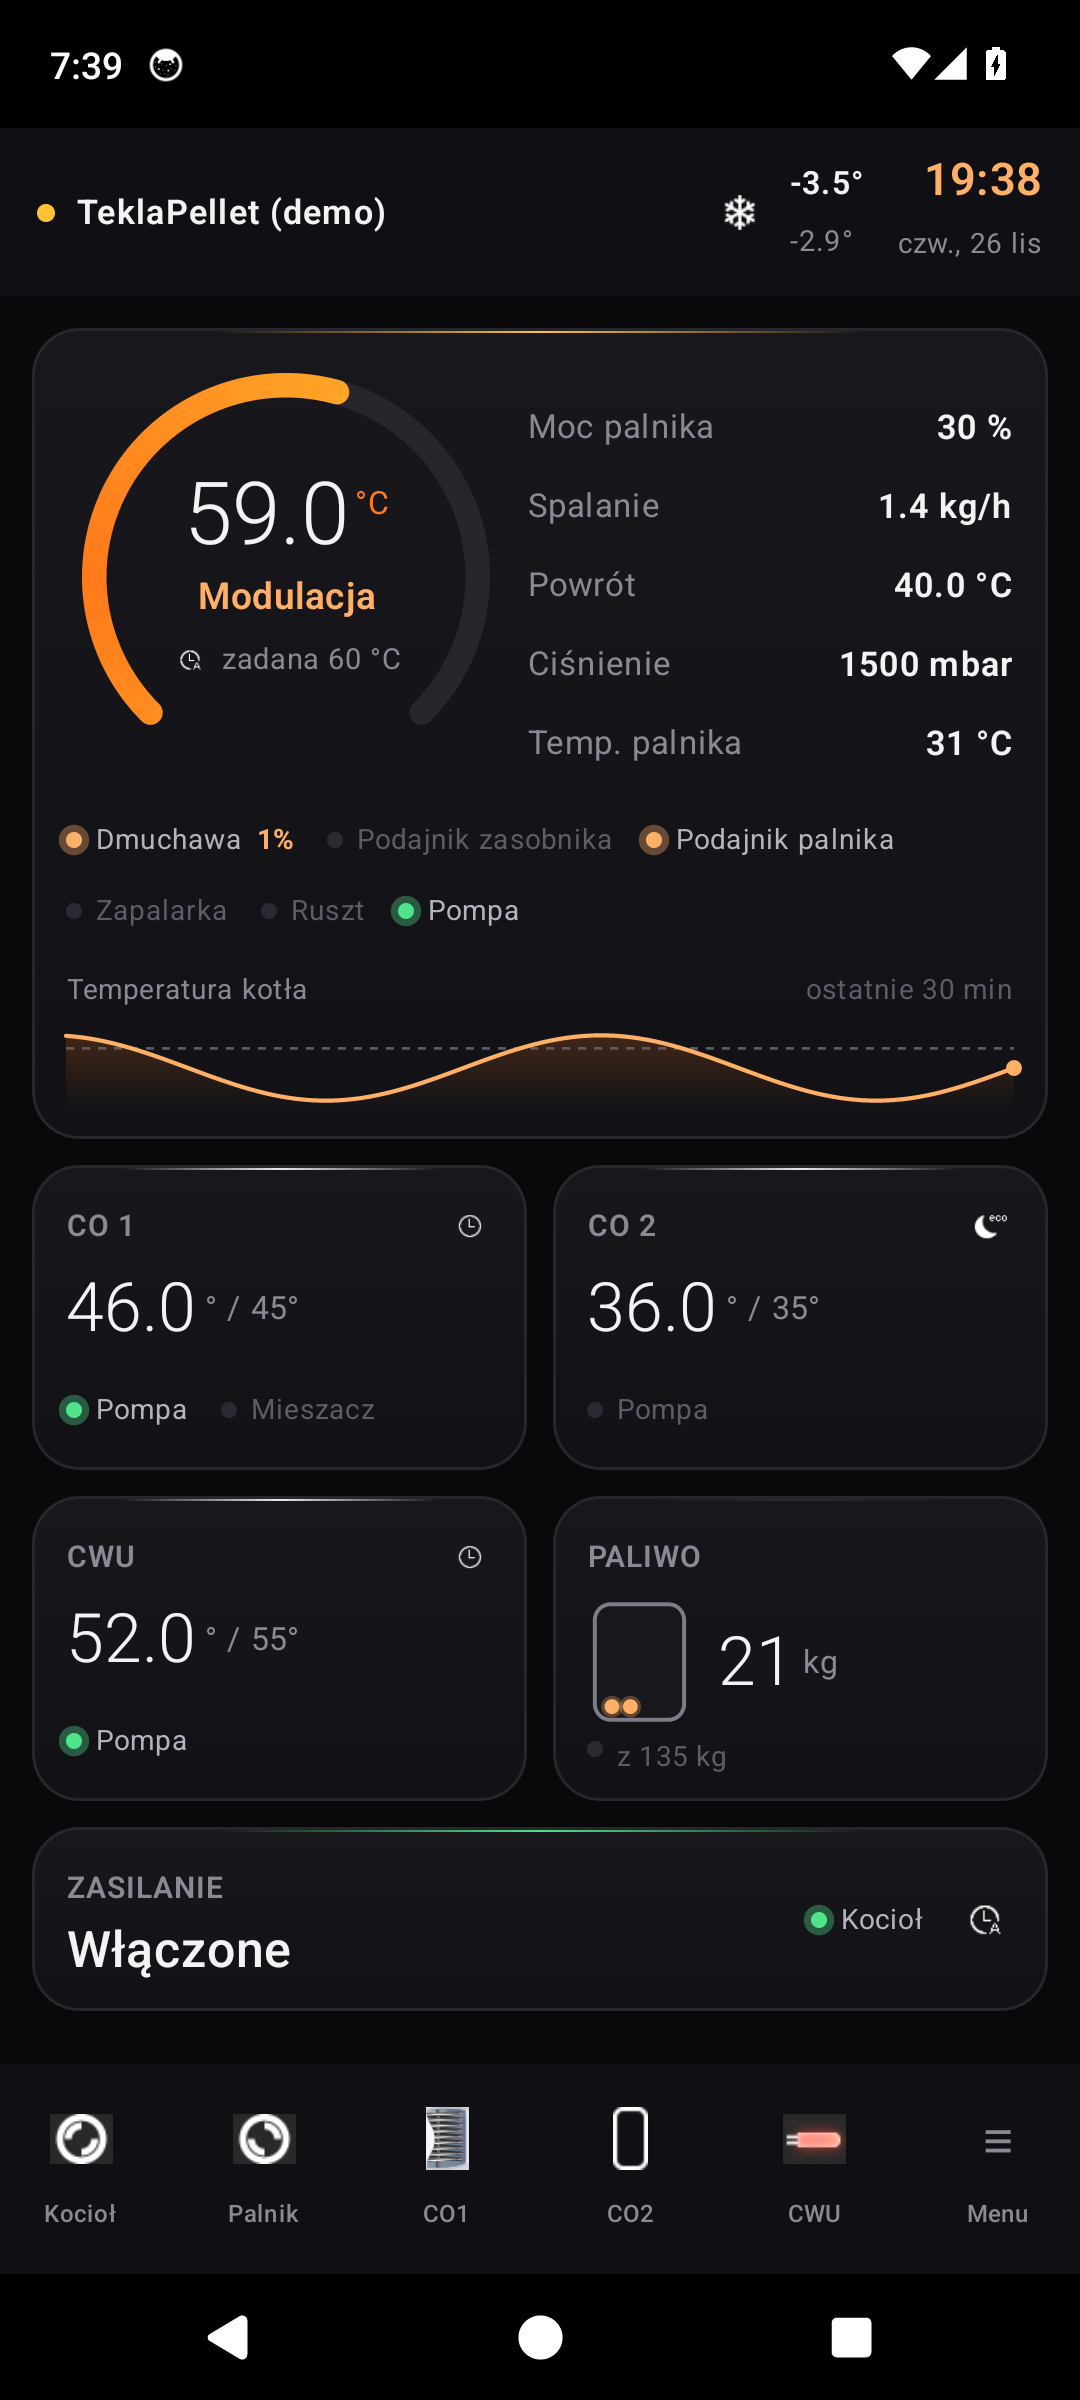 7:39
TeklaPellet (demo)
-3.5°
19:38
-2.9°
czw., 26 lis
59.0 °C
Modulacja
zadana 60 °C
Moc palnika 30 %
Spalanie 1.4 kg/h
Powrót 40.0 °C
Ciśnienie 1500 mbar
Temp. palnika 31 °C
Dmuchawa 1% Podajnik zasobnika Podajnik palnika
Zapalarka Ruszt Pompa
Temperatura kotła ostatnie 30 min
CO 1
46.0 ° / 45°
Pompa Mieszacz
CO 2 eco
36.0 ° / 35°
Pompa
CWU
52.0 ° / 55°
Pompa
PALIWO
21 kg
z 135 kg
ZASILANIE
Włączone
Kocioł A
Kocioł Palnik CO1 CO2 CWU Menu